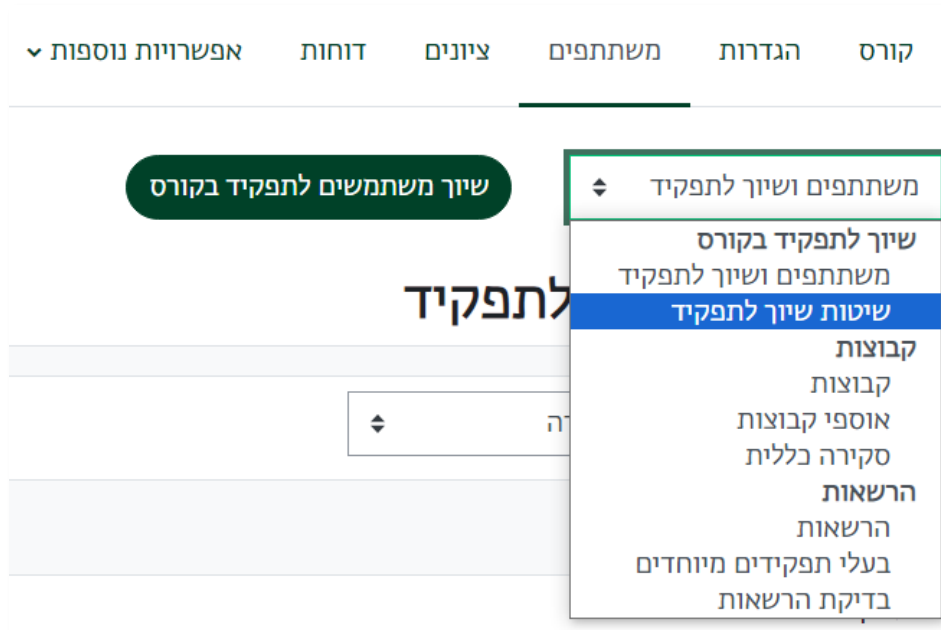 קורס הגדרות משתתפים ציונים דוחות אפשרויות נוספות
משתתפים ושיוך לתפקיד
שיוך משתמשים לתפקיד בקורס
שיוך לתפקיד בקורס
משתתפים ושיוך לתפקיד
שיטות שיוך לתפקיד
לתפקיד
קבוצות
קבוצות
אוספי קבוצות
סקירה כללית
הרשאות
הרשאות
בעלי תפקידים מיוחדים
בדיקת הרשאות